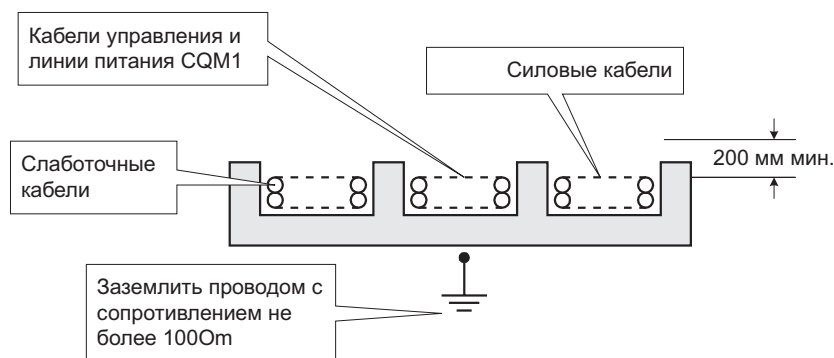 Кабели управления и
линии питания CQM1
Силовые кабели
Слаботочные
кабели
200 мм мин.
Заземлить проводом с
сопротивлением не
более 100Om